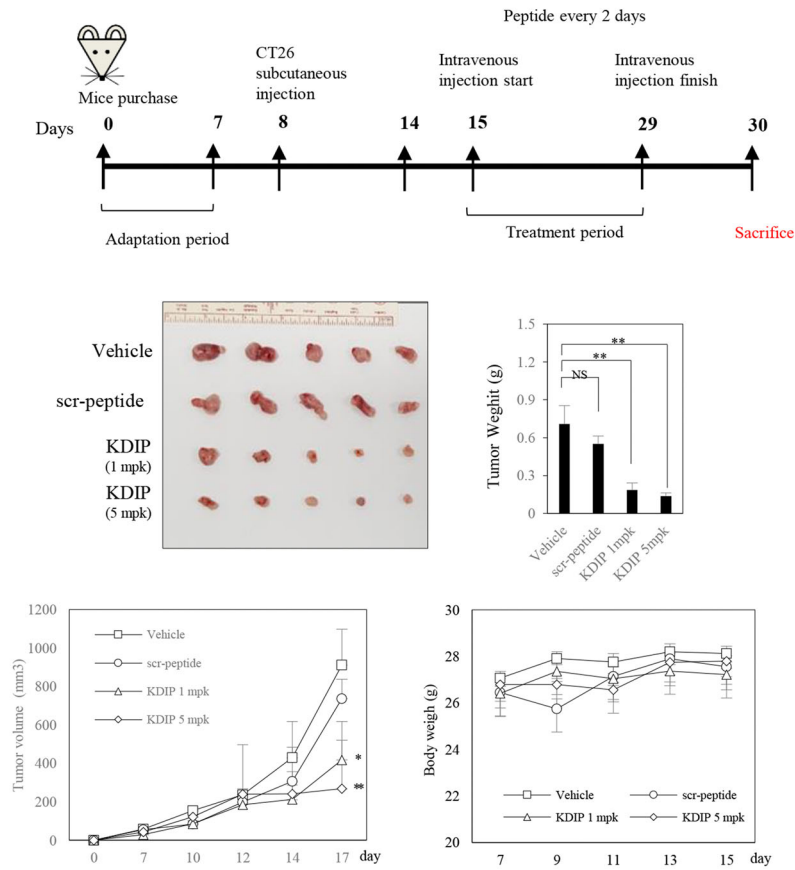 Peptide every 2 days
CT26
subcutaneous
injection
Intravenous
injection start
Intravenous
injection finish
Mice purchase
Days
0
7
8
14
15
29
30
Adaptation period
Treatment period
Sacrifice
Vehicle
scr-peptide
KDIP
(1 mpk)
KDIP
(5 mpk)
Tumor Weghit (g)
1.5
1.2
0.9
0.6
0.3
0
**
**
NS
Vehicle
scr-peptide
KDIP 1mpk
KDIP 5mpk
Tumor volume (mm3)
1200
1000
800
600
400
200
0
Vehicle
scr-peptide
KDIP 1 mpk
KDIP 5 mpk
*
**
0
7
10
12
14
17
day
Body weigh (g)
30
28
26
24
22
20
Vehicle
scr-peptide
KDIP 1 mpk
KDIP 5 mpk
7
9
11
13
15
day